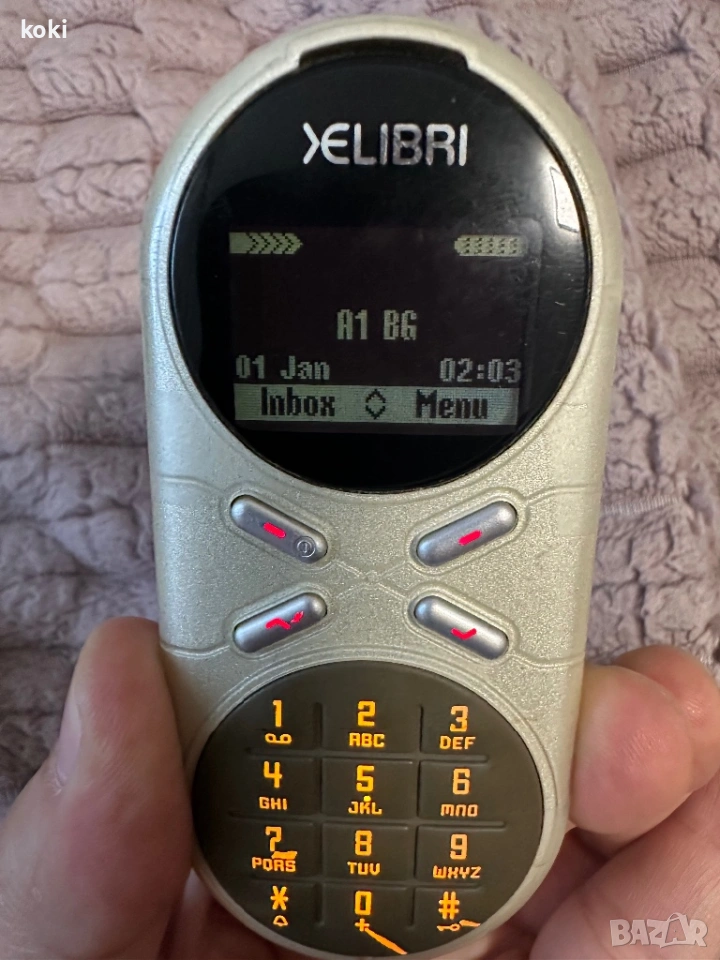 koki
XELIBRI
A1 BG
01 Jan 02:03
Inbox Menu
1 2 3
ABC DEF
4 5 6
GHI JKL MNO
7 8 9
PQRS TUV WXYZ
* 0 #
+
BAZAR